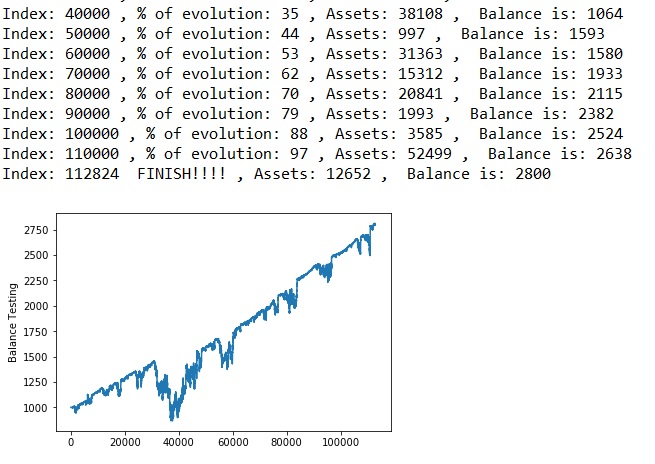 Index: 40000 , % of evolution: 35 , Assets: 38108 , Balance is: 1064
Index: 50000 , % of evolution: 44 , Assets: 997 , Balance is: 1593
Index: 60000 , % of evolution: 53 , Assets: 31363 , Balance is: 1580
Index: 70000 , % of evolution: 62 , Assets: 15312 , Balance is: 1933
Index: 80000 , % of evolution: 70 , Assets: 20841 , Balance is: 2115
Index: 90000 , % of evolution: 79 , Assets: 1993 , Balance is: 2382
Index: 100000 , % of evolution: 88 , Assets: 3585 , Balance is: 2524
Index: 110000 , % of evolution: 97 , Assets: 52499 , Balance is: 2638
Index: 112824 FINISH!!!! , Assets: 12652 , Balance is: 2800
Balance Testing
2750
2500
2250
2000
1750
1500
1250
1000
0 20000 40000 60000 80000 100000